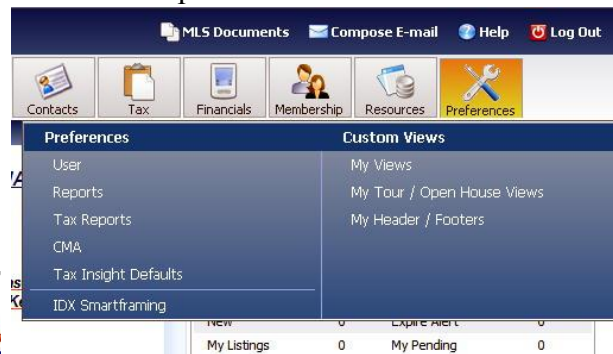 MLS Documents Compose E-mail Help Log Out
Contacts Tax Financials Membership Resources Preferences
Preferences Custom Views
User My Views
Reports My Tour / Open House Views
Tax Reports My Header / Footers
CMA
Tax Insight Defaults
IDX Smartframing
New 0 Expire Alert 0
My Listings 0 My Pending 0